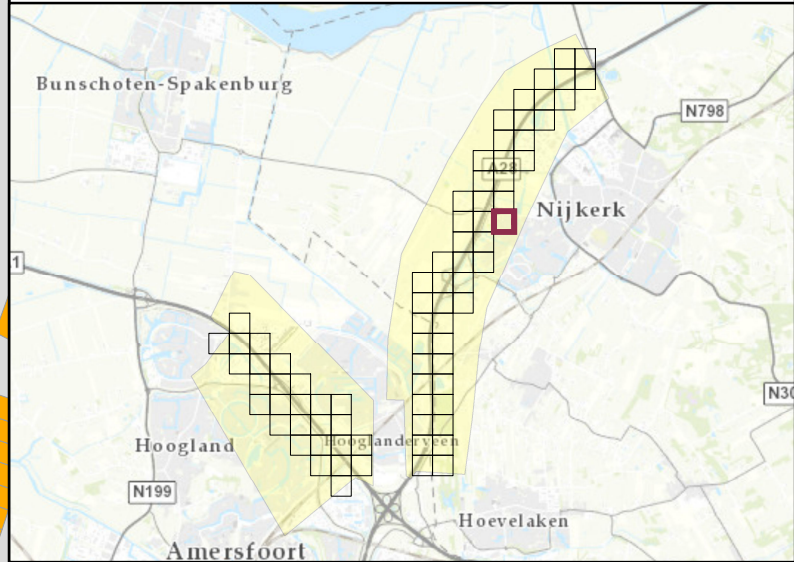 Bunschoten-Spakenburg
N798
A28
Nijkerk
1
N30
Hoogland
Hooglanderveen
N199
Hoevelaken
Amersfoort